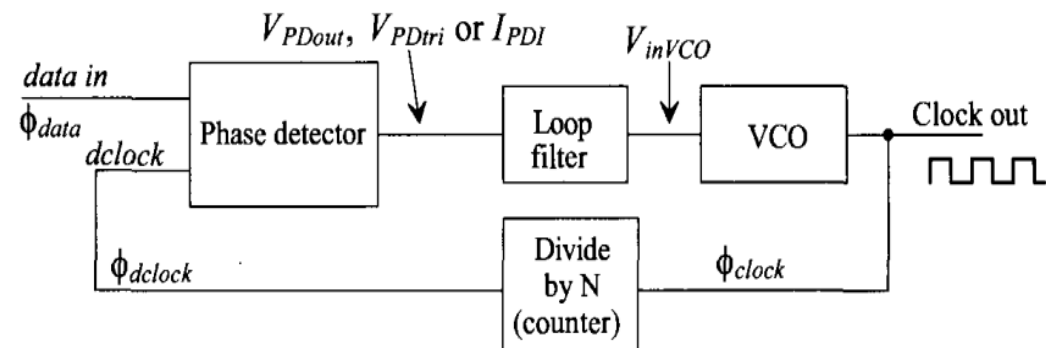 V_PDout, V_PDtri or I_PDI
V_inVCO
data in
ϕ_data
dclock
Phase detector
Loop
filter
VCO
Clock out
Divide
by N
(counter)
ϕ_dclock
ϕ_clock